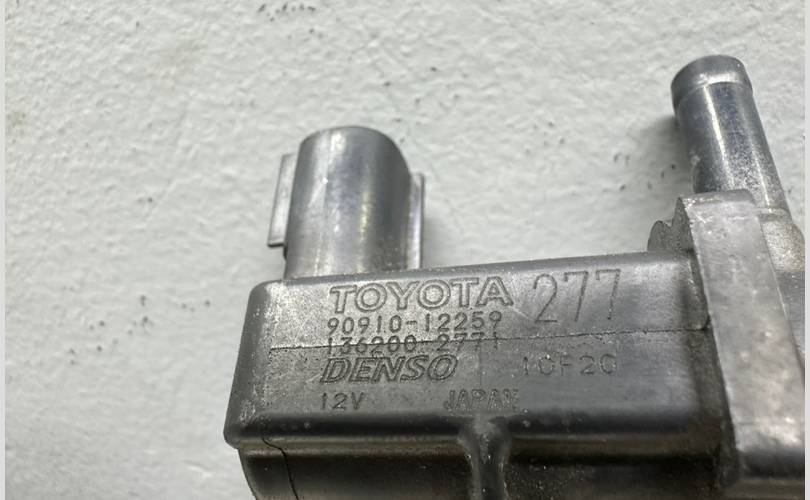 TOYOTA 277
90910-12259
136200-2771
DENSO 10F20
12V JAPAN